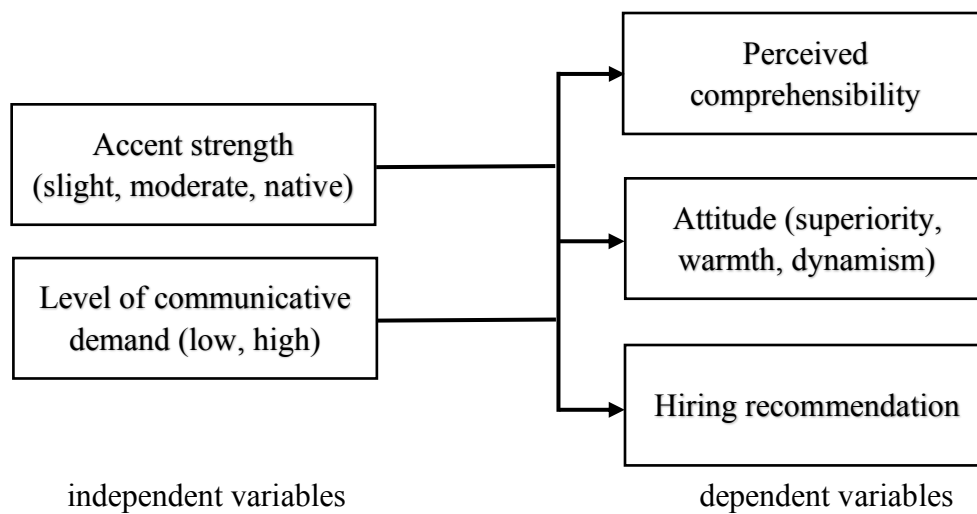 Perceived
comprehensibility
Accent strength
(slight, moderate, native)
Attitude (superiority,
warmth, dynamism)
Level of communicative
demand (low, high)
Hiring recommendation
independent variables
dependent variables